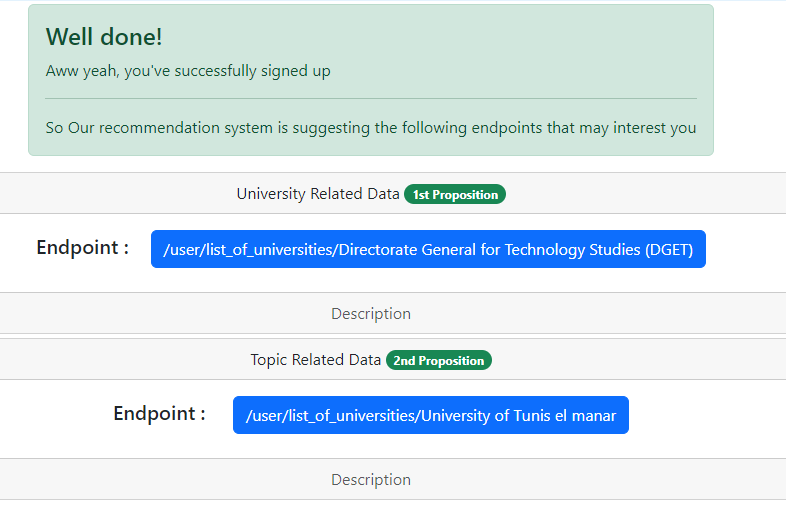 Well done!
Aww yeah, you've successfully signed up
So Our recommendation system is suggesting the following endpoints that may interest you
University Related Data 1st Proposition
Endpoint : /user/list_of_universities/Directorate General for Technology Studies (DGET)
Description
Topic Related Data 2nd Proposition
Endpoint : /user/list_of_universities/University of Tunis el manar
Description